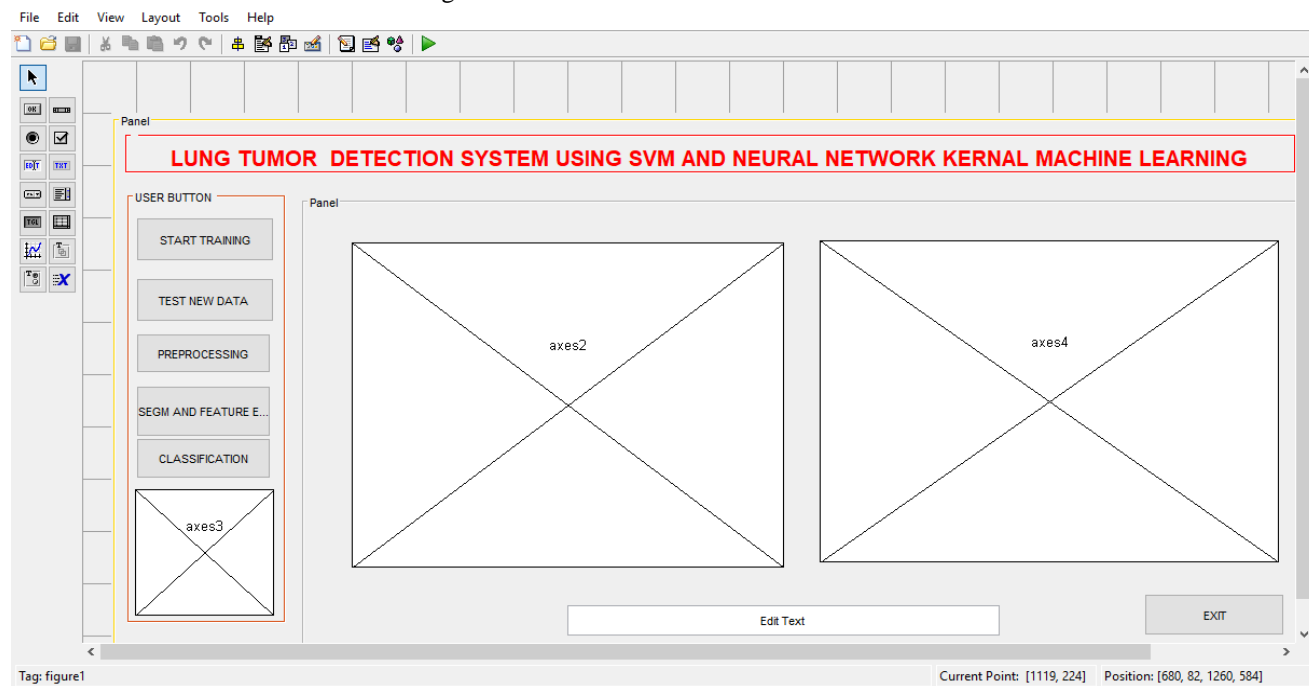 File Edit View Layout Tools Help
Panel
LUNG TUMOR DETECTION SYSTEM USING SVM AND NEURAL NETWORK KERNAL MACHINE LEARNING
USER BUTTON
START TRAINING
TEST NEW DATA
PREPROCESSING
SEGM AND FEATURE E...
CLASSIFICATION
axes3
Panel
axes2
axes4
Edit Text
EXIT
Tag: figure1
Current Point: [1119, 224]
Position: [680, 82, 1260, 584]